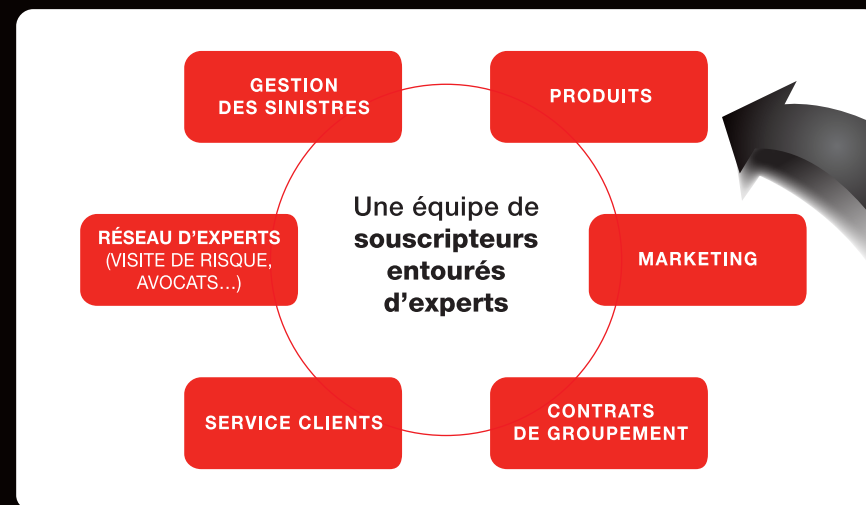 GESTION
DES SINISTRES
PRODUITS
Une équipe de
souscripteurs
entourés
d’experts
RÉSEAU D’EXPERTS
(VISITE DE RISQUE,
AVOCATS…)
MARKETING
SERVICE CLIENTS
CONTRATS
DE GROUPEMENT